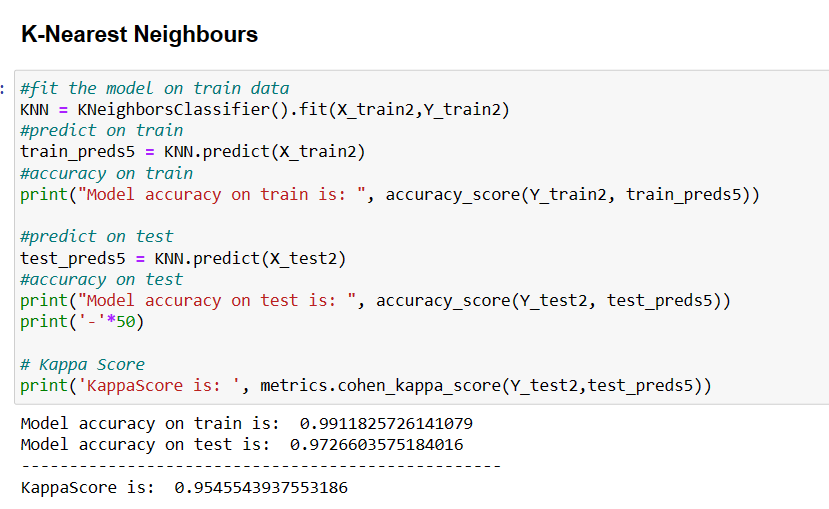 K-Nearest Neighbours
:
#fit the model on train data
KNN = KNeighborsClassifier().fit(X_train2,Y_train2)
#predict on train
train_preds5 = KNN.predict(X_train2)
#accuracy on train
print("Model accuracy on train is: ", accuracy_score(Y_train2, train_preds5))

#predict on test
test_preds5 = KNN.predict(X_test2)
#accuracy on test
print("Model accuracy on test is: ", accuracy_score(Y_test2, test_preds5))
print('-'*50)

# Kappa Score
print('KappaScore is: ', metrics.cohen_kappa_score(Y_test2,test_preds5))
Model accuracy on train is:  0.9911825726141079
Model accuracy on test is:  0.9726603575184016
--------------------------------------------------
KappaScore is:  0.9545543937553186